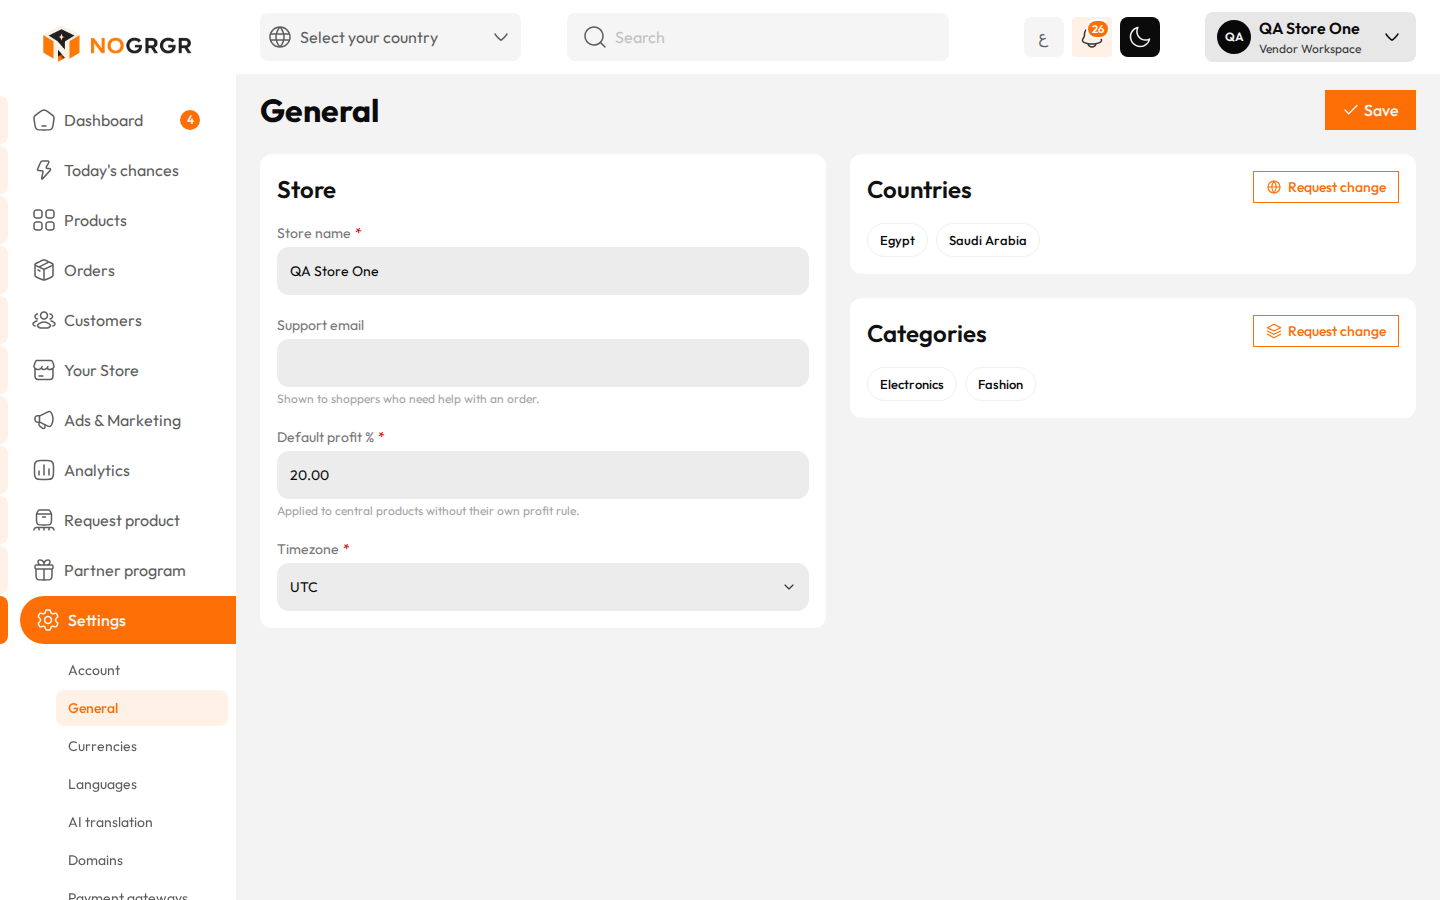 NOGRGR
Select your country
Search
ع
26
QA
QA Store One
Vendor Workspace
Dashboard
4
Today's chances
Products
Orders
Customers
Your Store
Ads & Marketing
Analytics
Request product
Partner program
Settings
Account
General
Currencies
Languages
AI translation
Domains
Payment gateways
General
Save
Store
Store name *
QA Store One
Support email
Shown to shoppers who need help with an order.
Default profit % *
20.00
Applied to central products without their own profit rule.
Timezone *
UTC
Countries
Request change
Egypt
Saudi Arabia
Categories
Request change
Electronics
Fashion